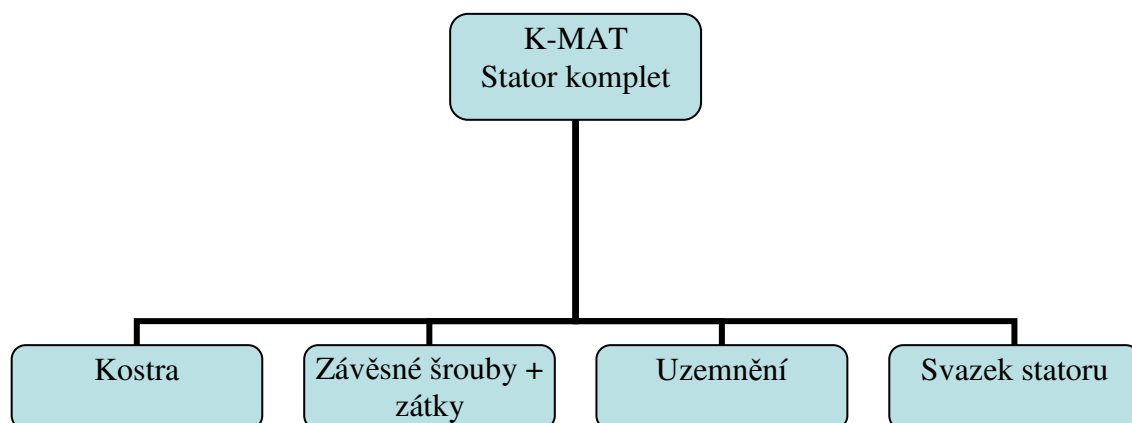 K-MAT
Stator komplet
Kostra
Závěsné šrouby +
zátky
Uzemnění
Svazek statoru